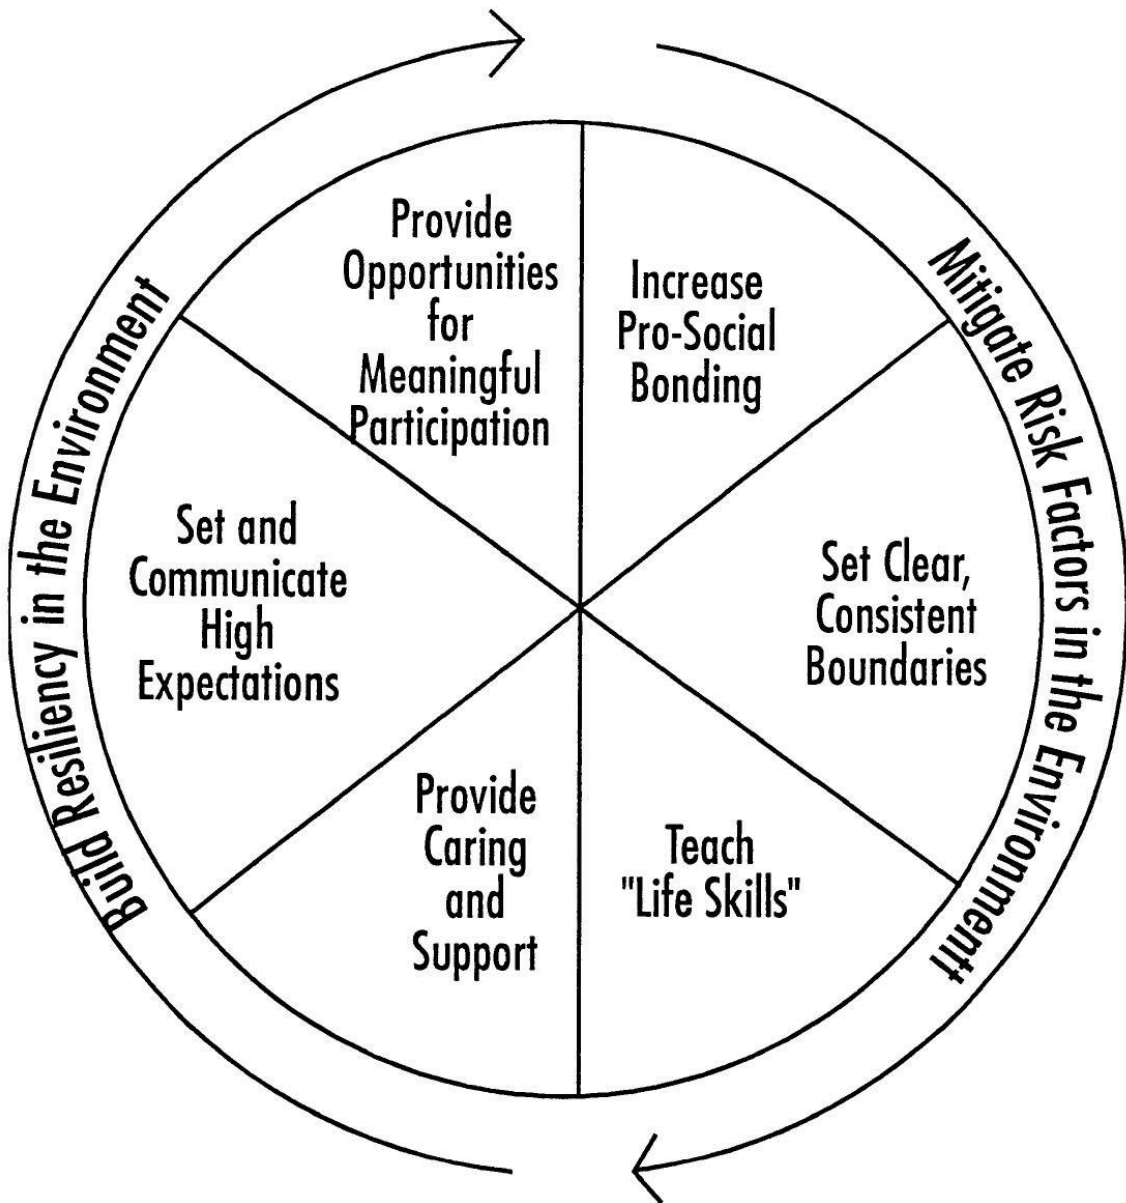 Provide
Opportunities
for
Meaningful
Participation
Increase
Pro-Social
Bonding
Set Clear,
Consistent
Boundaries
Teach
"Life Skills"
Provide
Caring
and
Support
Set and
Communicate
High
Expectations
Build Resiliency in the Environment
Mitigate Risk Factors in the Environmentt